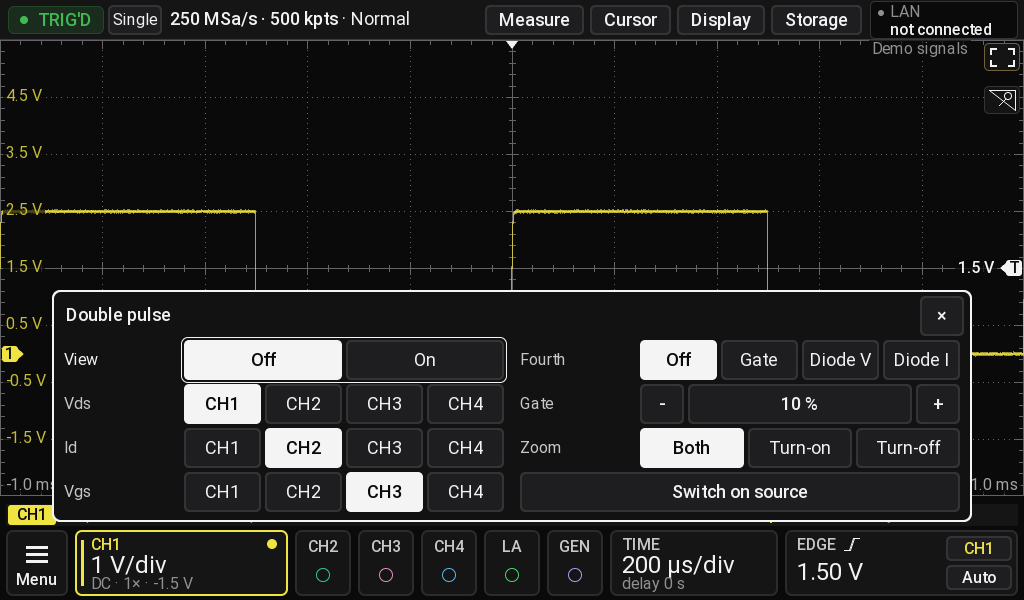 TRIG'D Single 250 MSa/s · 500 kpts · Normal Measure Cursor Display Storage LAN
not connected
Demo signals
4.5 V
3.5 V
2.5 V
1.5 V 1.5 V T
0.5 V
1
-0.5 V
-1.5 V
-1.0 ms 1.0 ms
Double pulse ×
View Off On Fourth Off Gate Diode V Diode I
Vds CH1 CH2 CH3 CH4 Gate - 10 % +
Id CH1 CH2 CH3 CH4 Zoom Both Turn-on Turn-off
Vgs CH1 CH2 CH3 CH4 Switch on source
CH1
Menu
CH1
1 V/div
DC · 1× · -1.5 V
CH2 CH3 CH4 LA GEN
TIME
200 µs/div
delay 0 s
EDGE CH1
1.50 V Auto